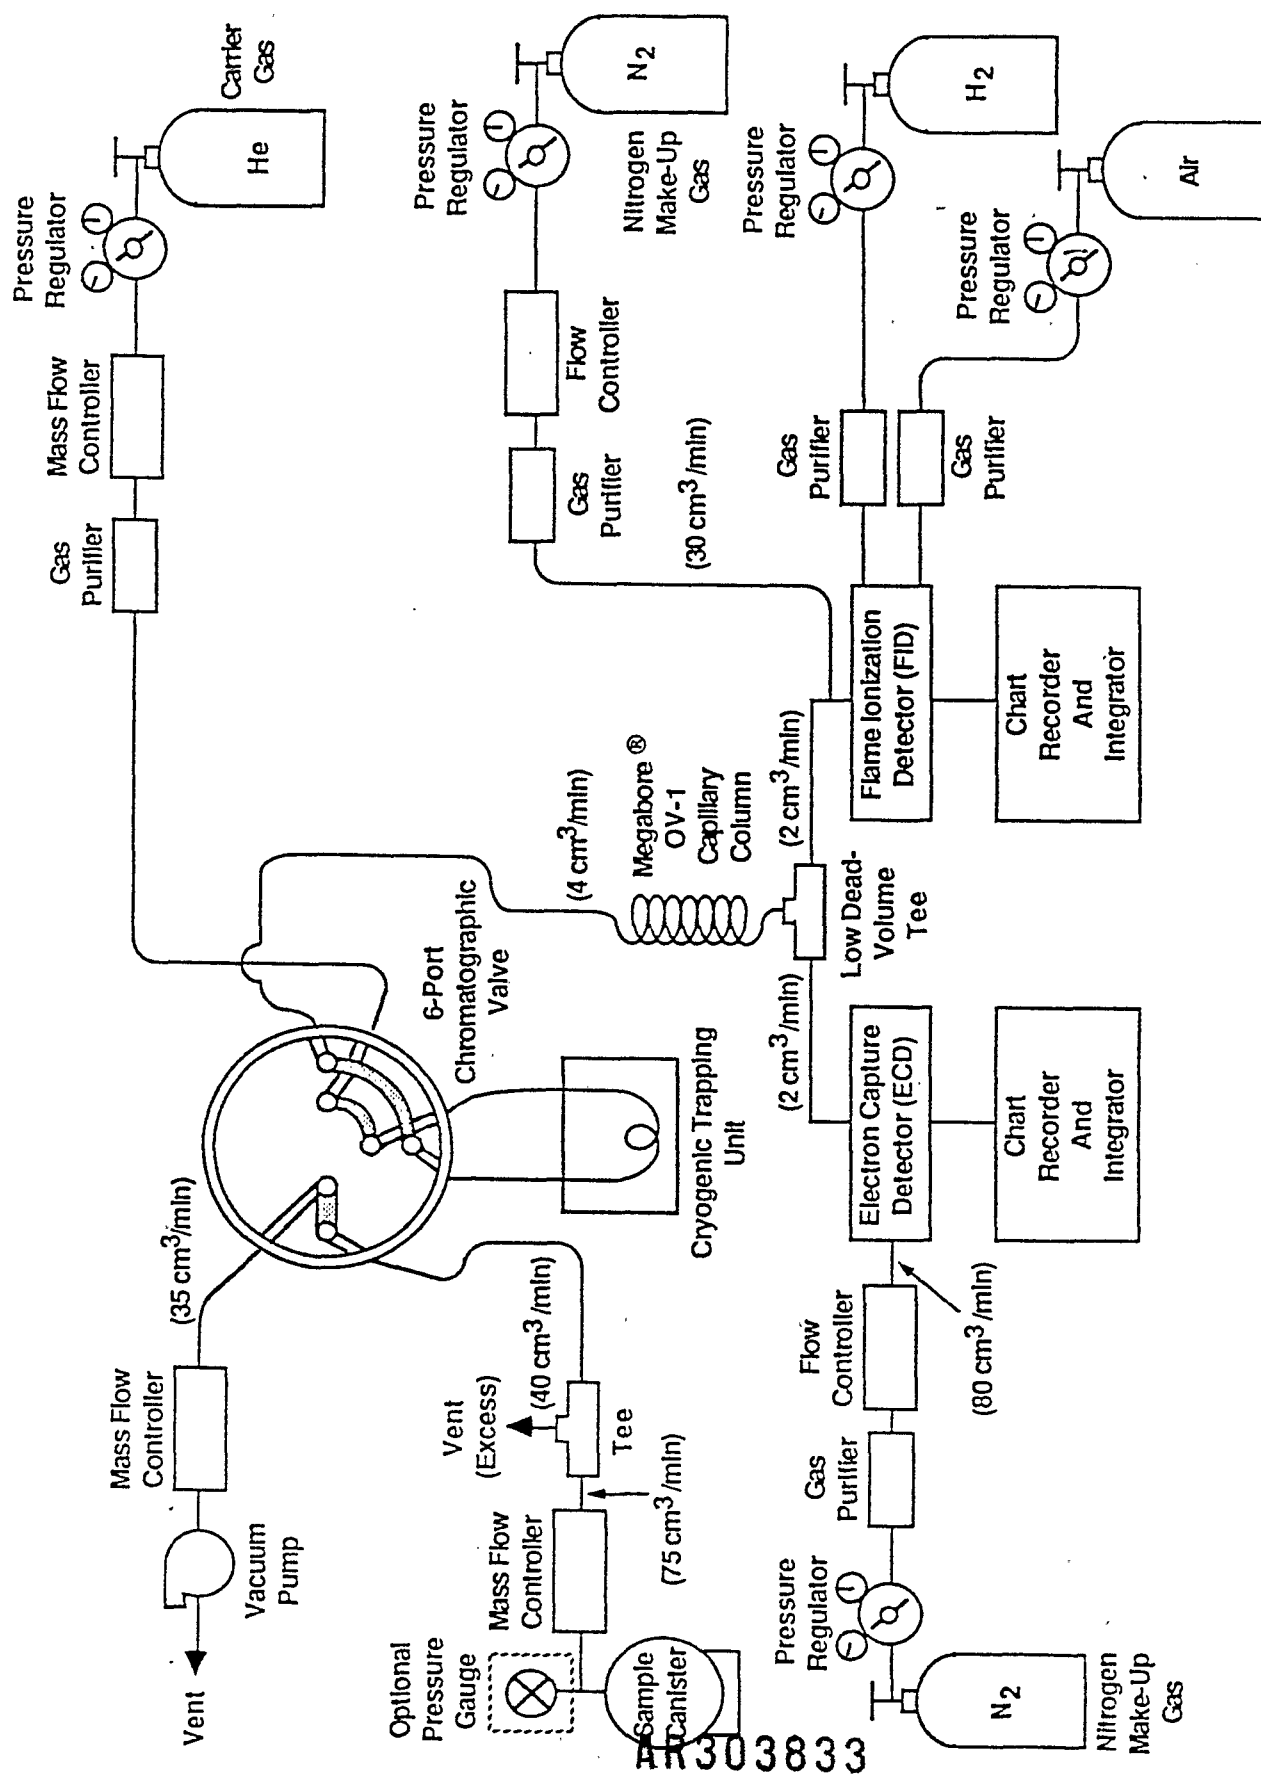 Carrier
Gas
He
Pressure
Regulator
Mass Flow
Controller
Gas
Purifier
N2
Nitrogen
Make-Up
Gas
Pressure
Regulator
Flow
Controller
Gas
Purifier
(30 cm3/min)
H2
Pressure
Regulator
Gas
Purifier
Air
Pressure
Regulator
Gas
Purifier
Flame Ionization
Detector (FID)
Chart
Recorder
And
Integrator
(2 cm3/min)
Megabore®
OV-1
Capillary
Column
(4 cm3/min)
Low Dead-
Volume
Tee
(2 cm3/min)
6-Port
Chromatographic
Valve
Cryogenic Trapping
Unit
Electron Capture
Detector (ECD)
Chart
Recorder
And
Integrator
(80 cm3/min)
Flow
Controller
Gas
Purifier
Pressure
Regulator
N2
Nitrogen
Make-Up
Gas
(35 cm3/min)
Mass Flow
Controller
Vacuum
Pump
Vent
(40 cm3/min)
Vent
(Excess)
Tee
(75 cm3/min)
Mass Flow
Controller
Optional
Pressure
Gauge
Sample
Canister
AR303833